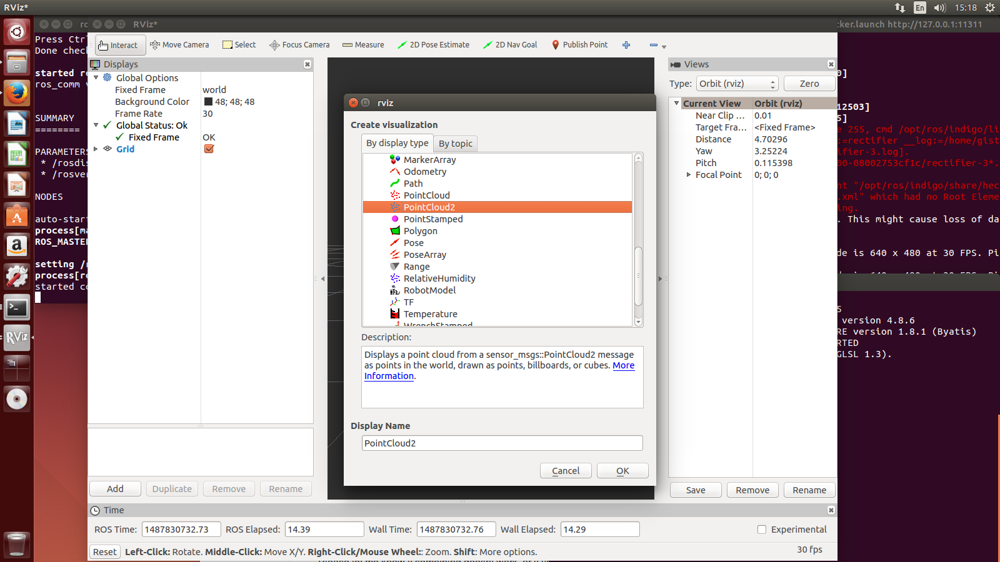 RViz*
En
15:18
RViz*
cker.launch http://127.0.0.1:11311
Press Ctrl
Done check
started ro
ros_comm v
SUMMARY
========
PARAMETERS
* /rosdis
* /rosver
NODES
auto-start
process[ma
ROS_MASTER
setting /r
process[ro
started co
Interact
Move Camera
Select
Focus Camera
Measure
2D Pose Estimate
2D Nav Goal
Publish Point
Displays
Global Options
Fixed Frame world
Background Color 48; 48; 48
Frame Rate 30
Global Status: Ok
Fixed Frame OK
Grid
Add
Duplicate
Remove
Rename
rviz
Create visualization
By display type
By topic
MarkerArray
Odometry
Path
PointCloud
PointCloud2
PointStamped
Polygon
Pose
PoseArray
Range
RelativeHumidity
RobotModel
TF
Temperature
WrenchStamped
Description:
Displays a point cloud from a sensor_msgs::PointCloud2 message
as points in the world, drawn as points, billboards, or cubes. More
Information.
Display Name
PointCloud2
Cancel
OK
Views
Type: Orbit (rviz) Zero
Current View Orbit (rviz)
Near Clip ... 0.01
Target Fra... <Fixed Frame>
Distance 4.70296
Yaw 3.25224
Pitch 0.115398
Focal Point 0; 0; 0
Save
Remove
Rename
0]
12503]
5]
e 255, cmd /opt/ros/indigo/li
:=rectifier __log:=/home/gist
ifier-3.log].
00-08002753cf1c/rectifier-3*.
nt "/opt/ros/indigo/share/hec
.xml" which had no Root Eleme
ing.
. This might cause loss of da
de is 640 x 480 at 30 FPS. Pi
S
version 4.8.6
RE version 1.8.1 (Byatis)
RTED
GLSL 1.3).
Time
ROS Time: 1487830732.73 ROS Elapsed: 14.39 Wall Time: 1487830732.76 Wall Elapsed: 14.29 Experimental
Reset Left-Click: Rotate. Middle-Click: Move X/Y. Right-Click/Mouse Wheel:: Zoom. Shift: More options. 30 fps